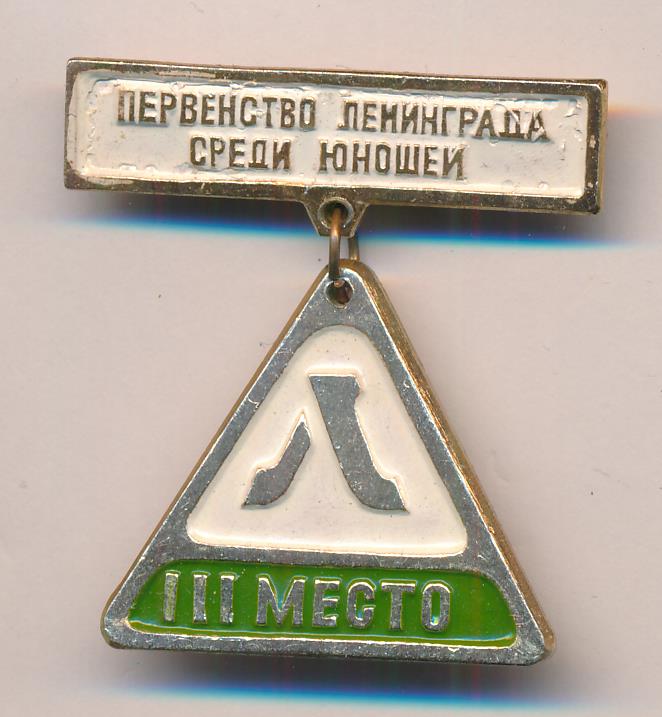 ПЕРВЕНСТВО ЛЕНИНГРАДА
СРЕДИ ЮНОШЕЙ
Л
III МЕСТО